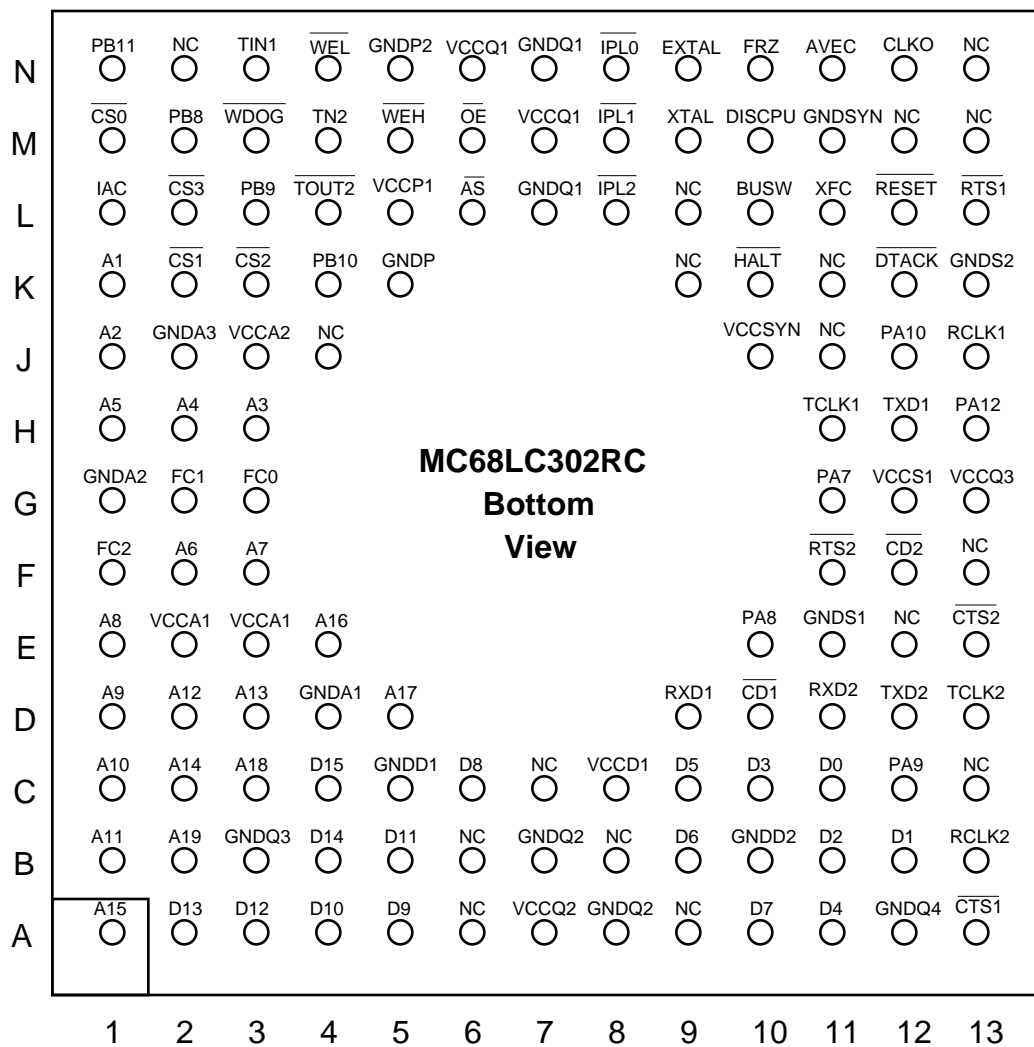 PB11 NC TIN1 WEL GNDP2 VCCQ1 GNDQ1 IPL0 EXTAL FRZ AVEC CLKO NC
N
CS0 PB8 WDOG TN2 WEH OE VCCQ1 IPL1 XTAL DISCPU GNDSYN NC NC
M
IAC CS3 PB9 TOUT2 VCCP1 AS GNDQ1 IPL2 NC BUSW XFC RESET RTS1
L
A1 CS1 CS2 PB10 GNDP NC HALT NC DTACK GNDS2
K
A2 GNDA3 VCCA2 NC VCCSYN NC PA10 RCLK1
J
A5 A4 A3 TCLK1 TXD1 PA12
H
MC68LC302RC
GNDA2 FC1 FC0 PA7 VCCS1 VCCQ3
G
Bottom
View
FC2 A6 A7 RTS2 CD2 NC
F
A8 VCCA1 VCCA1 A16 PA8 GNDS1 NC CTS2
E
A9 A12 A13 GNDA1 A17 RXD1 CD1 RXD2 TXD2 TCLK2
D
A10 A14 A18 D15 GNDD1 D8 NC VCCD1 D5 D3 D0 PA9 NC
C
A11 A19 GNDQ3 D14 D11 NC GNDQ2 NC D6 GNDD2 D2 D1 RCLK2
B
A15 D13 D12 D10 D9 NC VCCQ2 GNDQ2 NC D7 D4 GNDQ4 CTS1
A
1 2 3 4 5 6 7 8 9 10 11 12 13